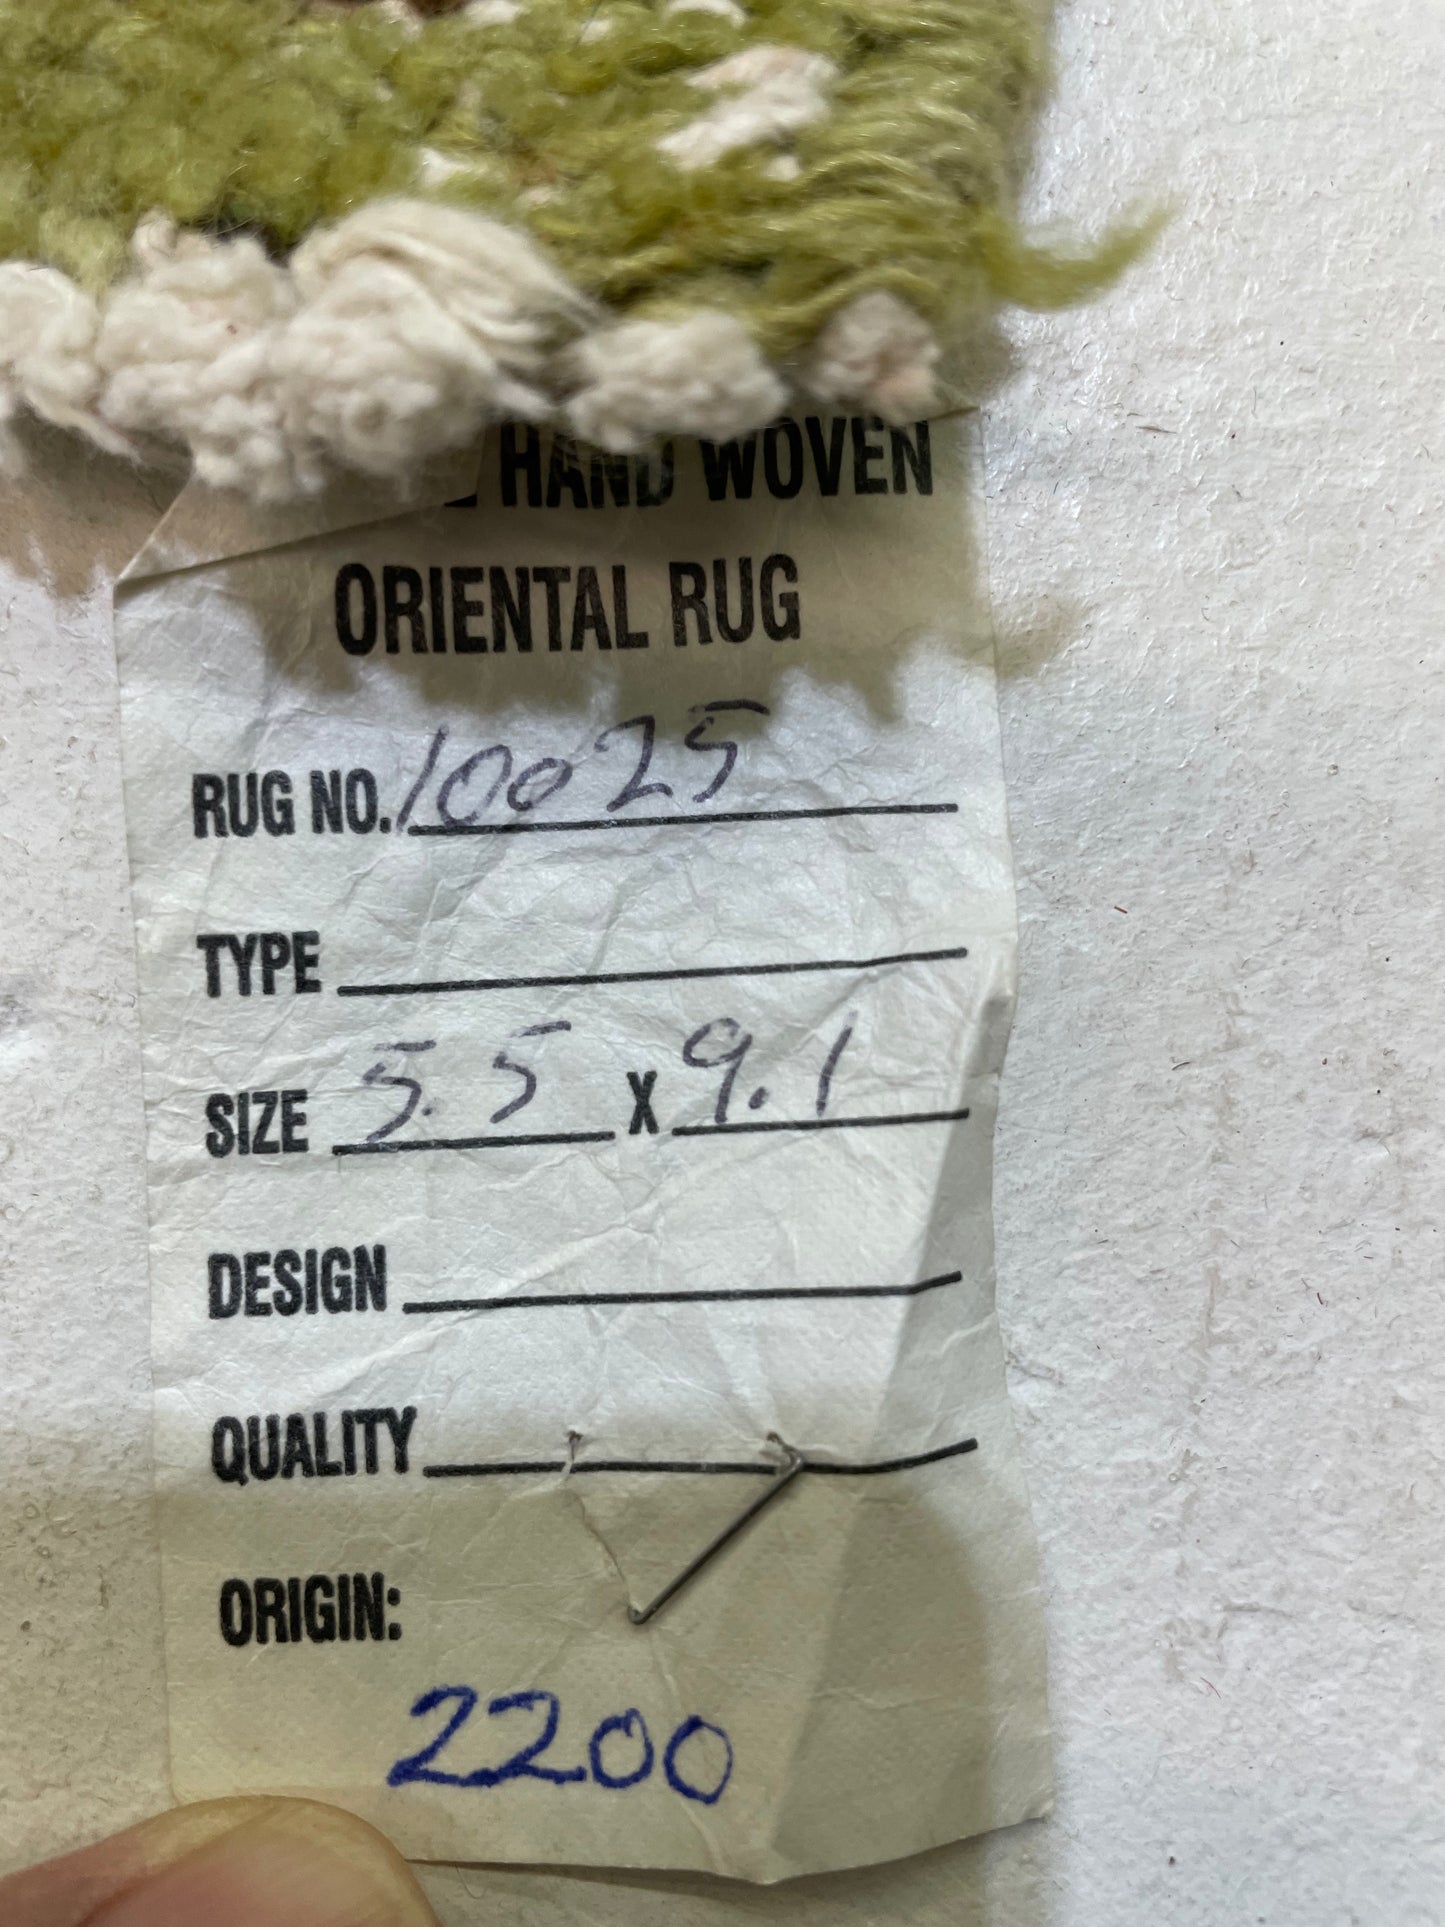 HAND WOVEN
ORIENTAL RUG
RUG NO. 10025
TYPE
SIZE 5.5 X 9.1
DESIGN
QUALITY
ORIGIN:
2200